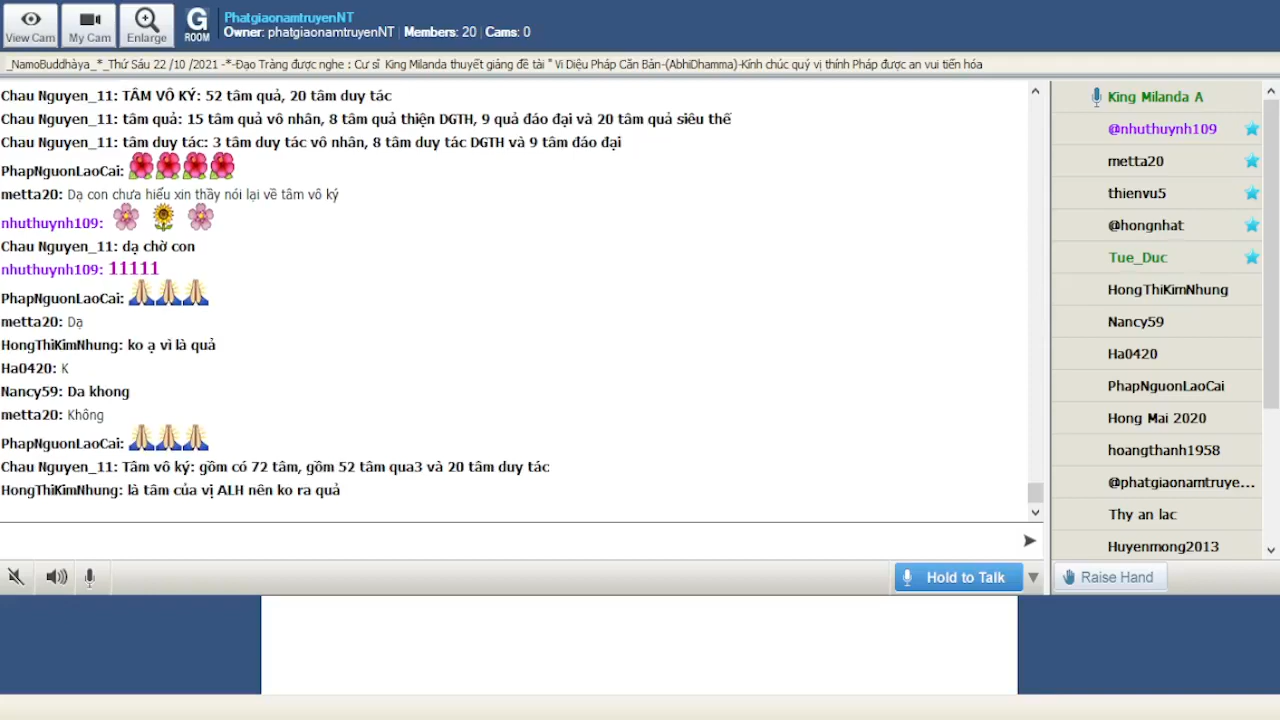 View Cam
My Cam
Enlarge
G ROOM
PhatgiaonamtruyenNT
Owner: phatgiaonamtruyenNT | Members: 20 | Cams: 0
_NamoBuddhàya_*_Thứ Sáu 22 /10 /2021 -*-Đạo Tràng được nghe : Cư sĩ King Milanda thuyết giảng đề tài " Vi Diệu Pháp Căn Bản-(AbhiDhamma)-Kính chúc quý vị thính Pháp được an vui tiến hóa
Chau Nguyen_11: TÂM VÔ KÝ: 52 tâm quả, 20 tâm duy tác
Chau Nguyen_11: tâm quả: 15 tâm quả vô nhân, 8 tâm quả thiện DGTH, 9 quả đáo đại và 20 tâm quả siêu thế
Chau Nguyen_11: tâm duy tác: 3 tâm duy tác vô nhân, 8 tâm duy tác DGTH và 9 tâm đáo đại
PhapNguonLaoCai:
metta20: Dạ con chưa hiểu xin thầy nói lại về tâm vô ký
nhuthuynh109:
Chau Nguyen_11: dạ chờ con
nhuthuynh109: 11111
PhapNguonLaoCai:
metta20: Dạ
HongThiKimNhung: ko ạ vì là quả
Ha0420: K
Nancy59: Da khong
metta20: Không
PhapNguonLaoCai:
Chau Nguyen_11: Tâm vô ký: gồm có 72 tâm, gồm 52 tâm qua3 và 20 tâm duy tác
HongThiKimNhung: là tâm của vị ALH nên ko ra quả
King Milanda A
@nhuthuynh109
metta20
thienvu5
@hongnhat
Tue_Duc
HongThiKimNhung
Nancy59
Ha0420
PhapNguonLaoCai
Hong Mai 2020
hoangthanh1958
@phatgiaonamtruye...
Thy an lac
Huyenmong2013
Hold to Talk
Raise Hand